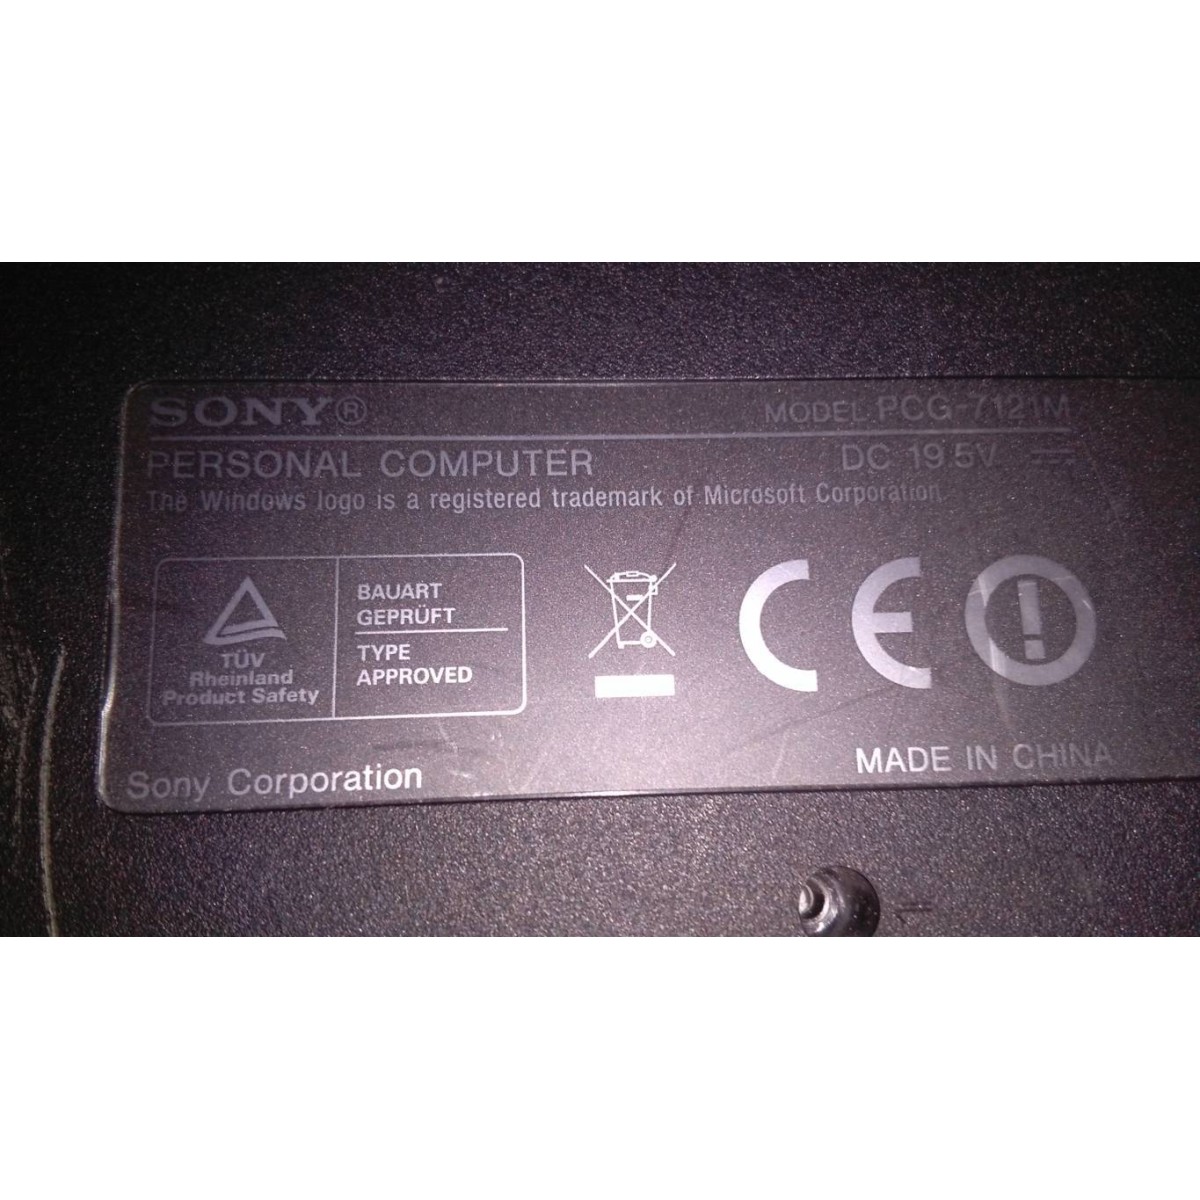 SONY® MODEL PCG-7121M
PERSONAL COMPUTER DC 19.5V
The Windows logo is a registered trademark of Microsoft Corporation.
BAUART
GEPRÜFT
TYPE
APPROVED
TÜV
Rheinland
Product Safety
CE
Sony Corporation MADE IN CHINA